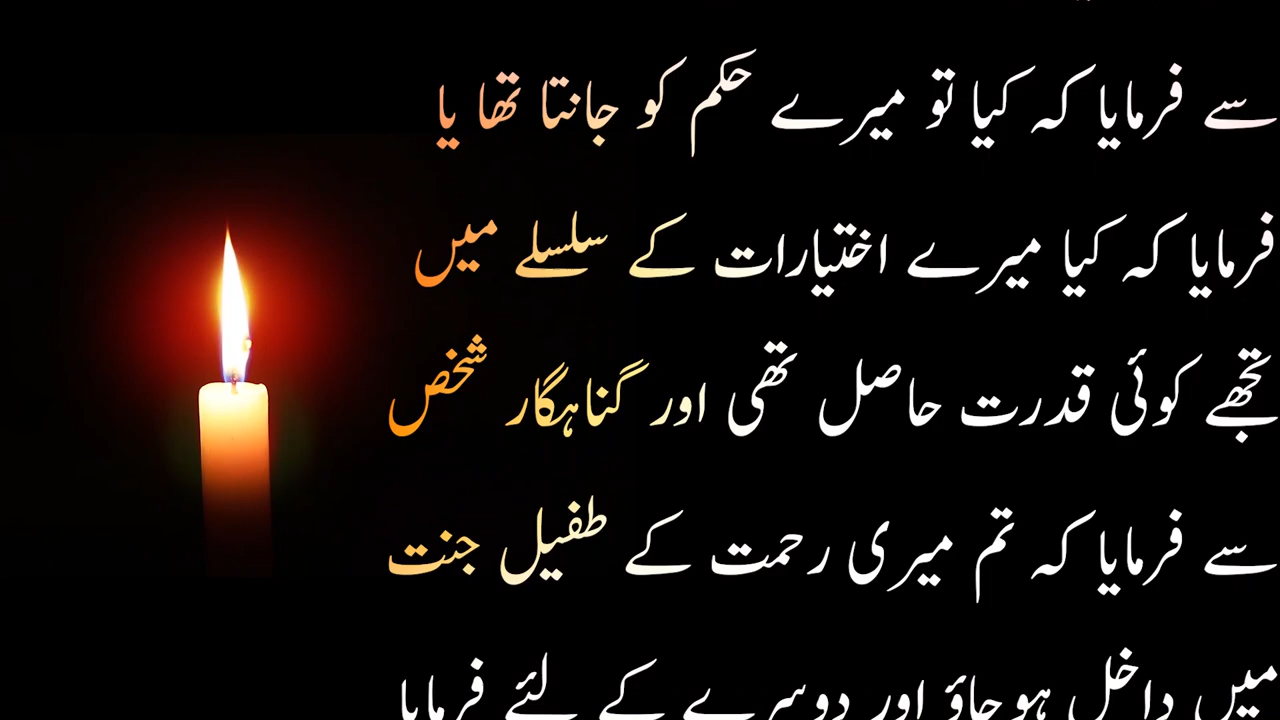 سے فرمایا کہ کیا تو میرے حکم کو جانتا تھا یا
فرمایا کہ کیا میرے اختیارات کے سلسلے میں
تجھے کوئی قدرت حاصل تھی اور گناہگار شخص
سے فرمایا کہ تم میری رحمت کے طفیل جنت
میں داخل ہو جاؤ اور دوسرے کے لئے فرمایا